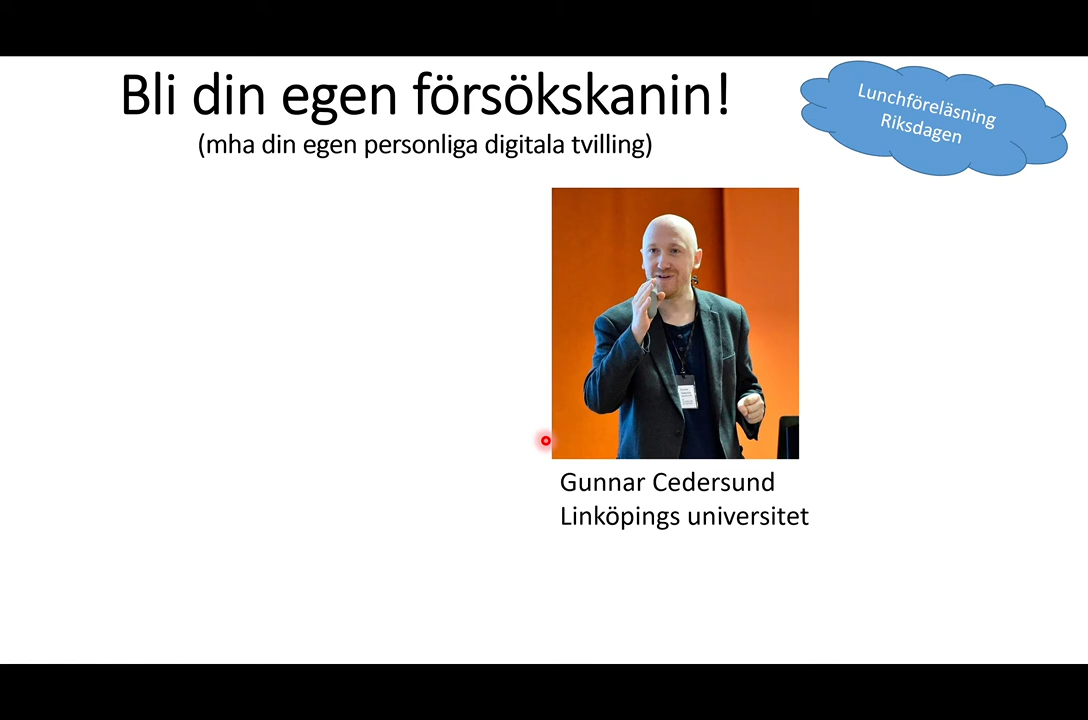 Bli din egen försökskanin!
(mha din egen personliga digitala tvilling)
Lunchföreläsning
Riksdagen
Gunnar Cedersund
Linköpings universitet